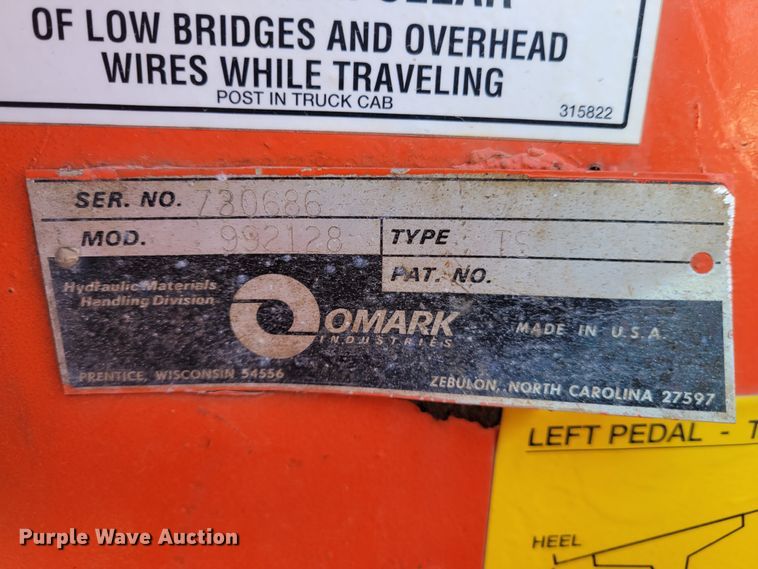 OF LOW BRIDGES AND OVERHEAD
WIRES WHILE TRAVELING
POST IN TRUCK CAB
315822
SER. NO. 730686
MOD. 992128 TYPE TS
PAT. NO.
Hydraulic Materials
Handling Division
OMARK
INDUSTRIES
MADE IN U.S.A.
PRENTICE, WISCONSIN 54556
ZEBULON, NORTH CAROLINA 27597
LEFT PEDAL - T
HEEL
Purple Wave Auction